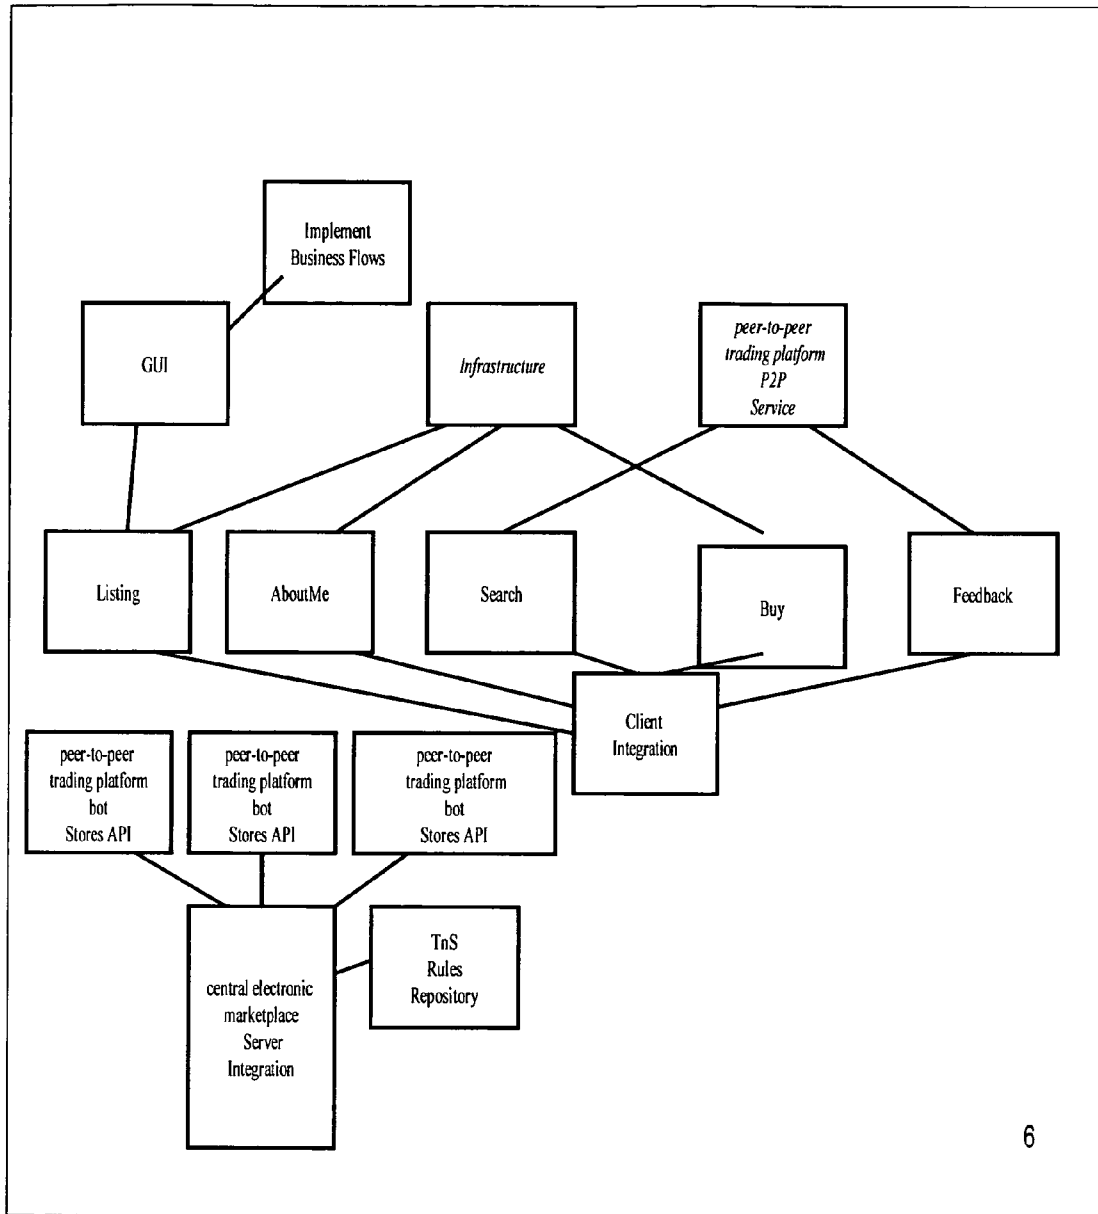 Implement
Business Flows
GUI
Infrastructure
peer-to-peer
trading platform
P2P
Service
Listing
AboutMe
Search
Buy
Feedback
Client
Integration
peer-to-peer
trading platform
bot
Stores API
peer-to-peer
trading platform
bot
Stores API
peer-to-peer
trading platform
bot
Stores API
TnS
Rules
Repository
central electronic
marketplace
Server
Integration
6